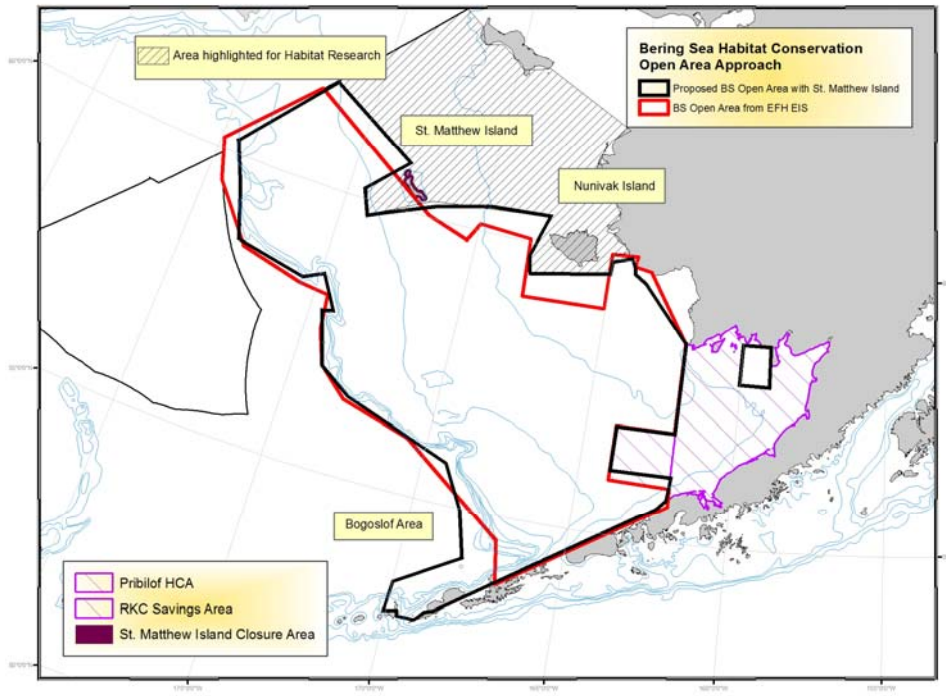 Area highlighted for Habitat Research
Bering Sea Habitat Conservation
Open Area Approach
Proposed BS Open Area with St. Matthew Island
BS Open Area from EFH EIS
St. Matthew Island
Nunivak Island
Bogoslof Area
Pribilof HCA
RKC Savings Area
St. Matthew Island Closure Area